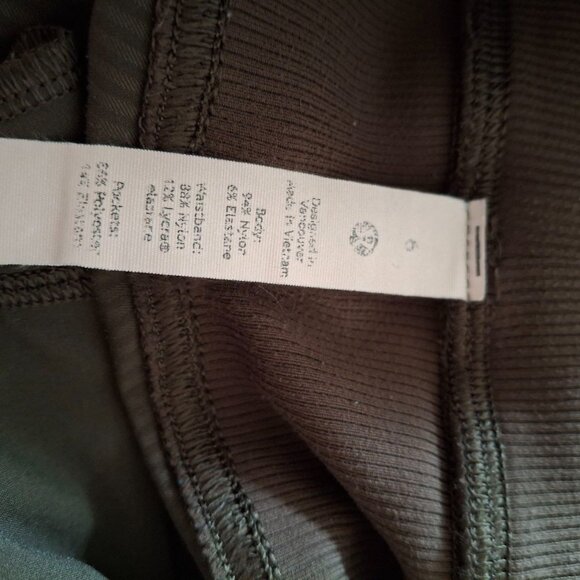 6
Designed in
Vancouver
Made in Vietnam
Body:
94% Nylon
6% Elastane
Waistband:
88% Nylon
12% Lycra®
elastane
Pockets:
Polyester